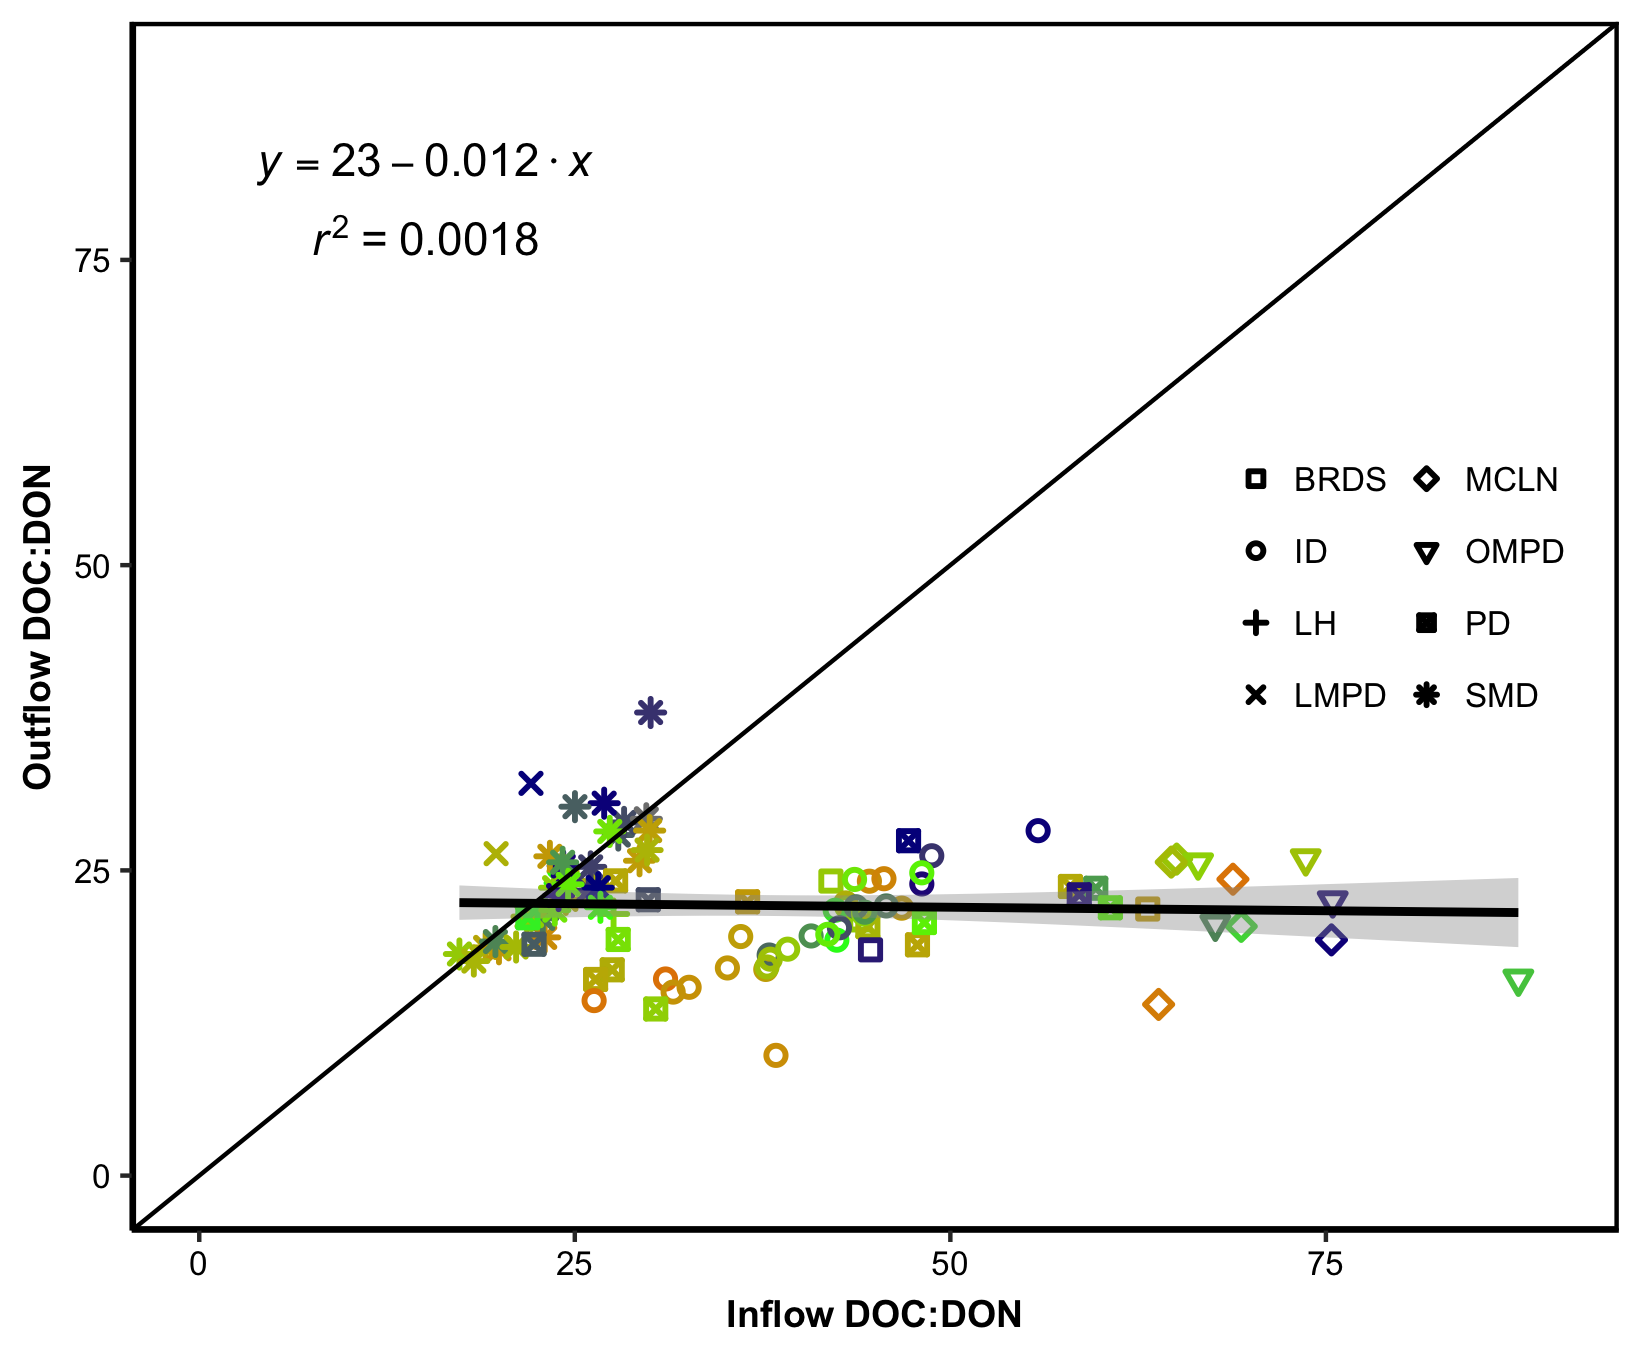 y = 23 – 0.012 · x
r² = 0.0018
75
50
25
0
Outflow DOC:DON
BRDS MCLN
ID OMPD
LH PD
LMPD SMD
0 25 50 75
Inflow DOC:DON